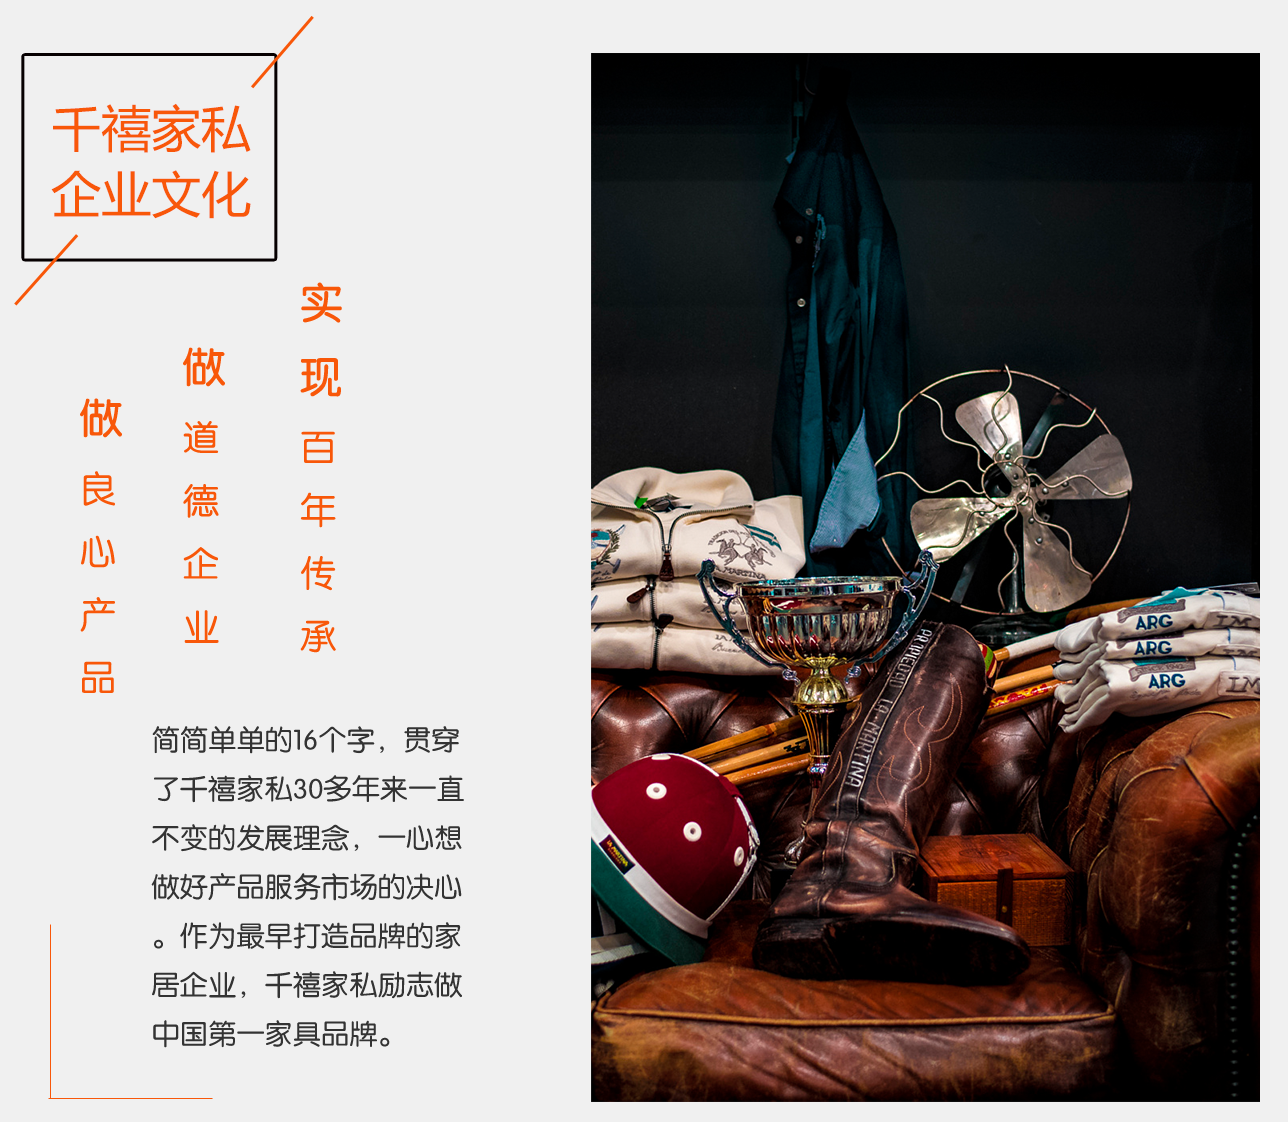 千禧家私
企业文化
做良心产品
做道德企业
实现百年传承
简简单单的16个字，贯穿
了千禧家私30多年来一直
不变的发展理念，一心想
做好产品服务市场的决心
。作为最早打造品牌的家
居企业，千禧家私励志做
中国第一家具品牌。
LA MARTINA
ARG
ARG
ARG
LA MARTINA